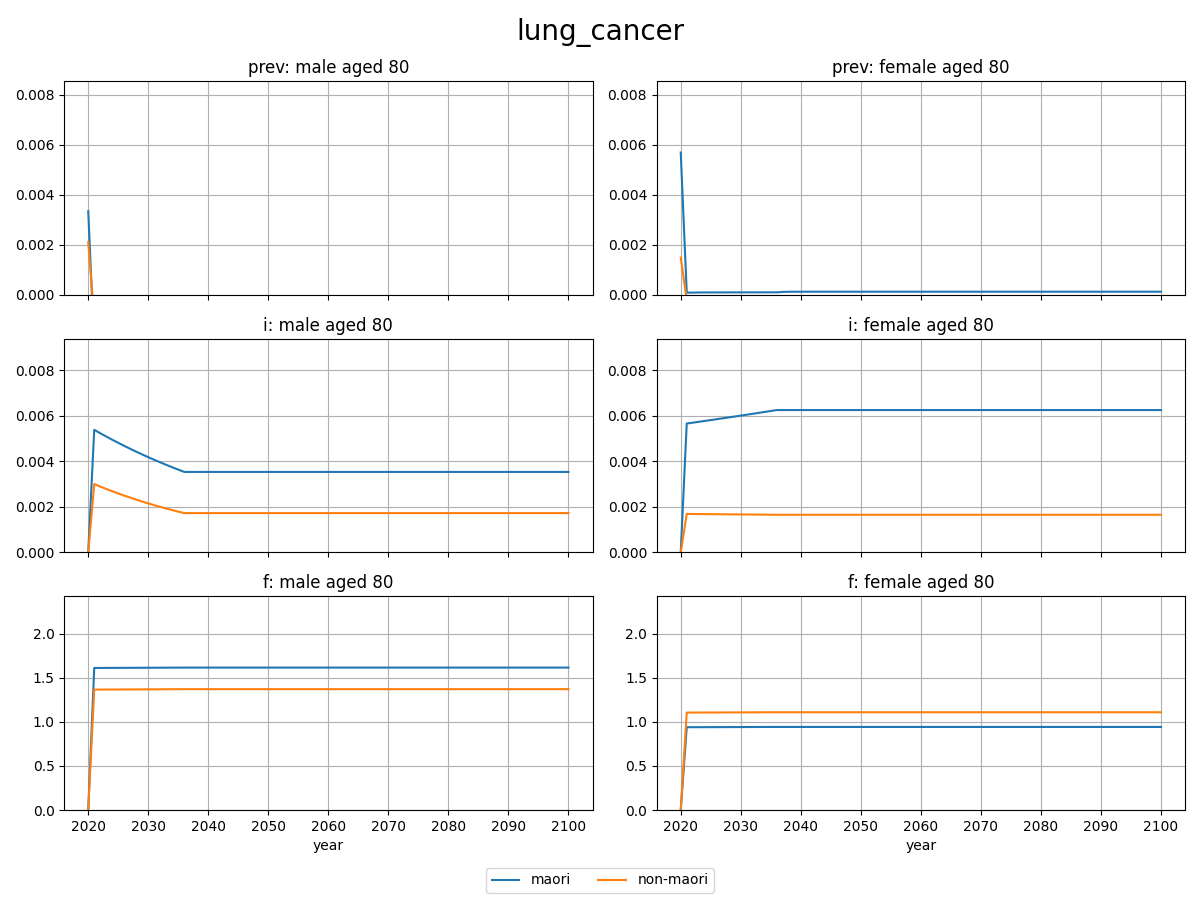 lung_cancer
prev: male aged 80
prev: female aged 80
0.008
0.006
0.004
0.002
0.000
0.008
0.006
0.004
0.002
0.000
i: male aged 80
i: female aged 80
0.008
0.006
0.004
0.002
0.000
0.008
0.006
0.004
0.002
0.000
f: male aged 80
f: female aged 80
2.0
1.5
1.0
0.5
0.0
2.0
1.5
1.0
0.5
0.0
2020 2030 2040 2050 2060 2070 2080 2090 2100
year
2020 2030 2040 2050 2060 2070 2080 2090 2100
year
maori non-maori